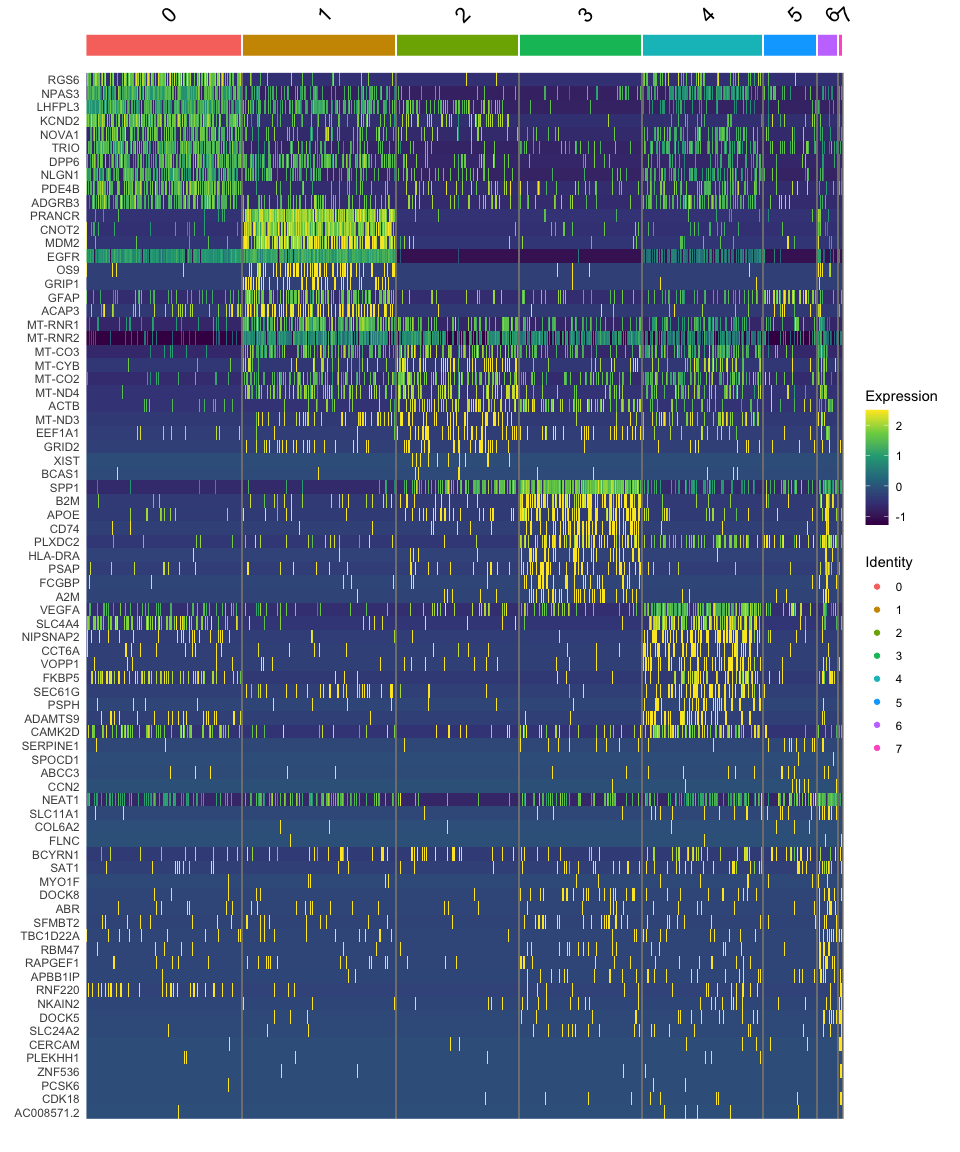 0 1 2 3 4 5 6 7
RGS6
NPAS3
LHFPL3
KCND2
NOVA1
TRIO
DPP6
NLGN1
PDE4B
ADGRB3
PRANCR
CNOT2
MDM2
EGFR
OS9
GRIP1
GFAP
ACAP3
MT-RNR1
MT-RNR2
MT-CO3
MT-CYB
MT-CO2
MT-ND4
ACTB
MT-ND3
EEF1A1
GRID2
XIST
BCAS1
SPP1
B2M
APOE
CD74
PLXDC2
HLA-DRA
PSAP
FCGBP
A2M
VEGFA
SLC4A4
NIPSNAP2
CCT6A
VOPP1
FKBP5
SEC61G
PSPH
ADAMTS9
CAMK2D
SERPINE1
SPOCD1
ABCC3
CCN2
NEAT1
SLC11A1
COL6A2
FLNC
BCYRN1
SAT1
MYO1F
DOCK8
ABR
SFMBT2
TBC1D22A
RBM47
RAPGEF1
APBB1IP
RNF220
NKAIN2
DOCK5
SLC24A2
CERCAM
PLEKHH1
ZNF536
PCSK6
CDK18
AC008571.2
Expression
2
1
0
-1
Identity
0
1
2
3
4
5
6
7